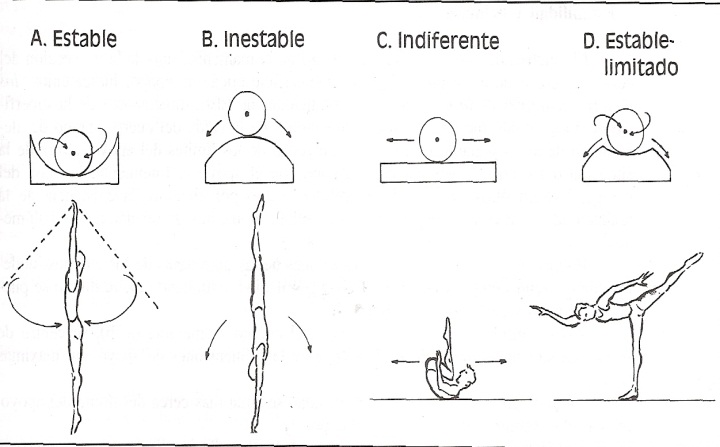 A. Estable
B. Inestable
C. Indiferente
D. Estable-
limitado